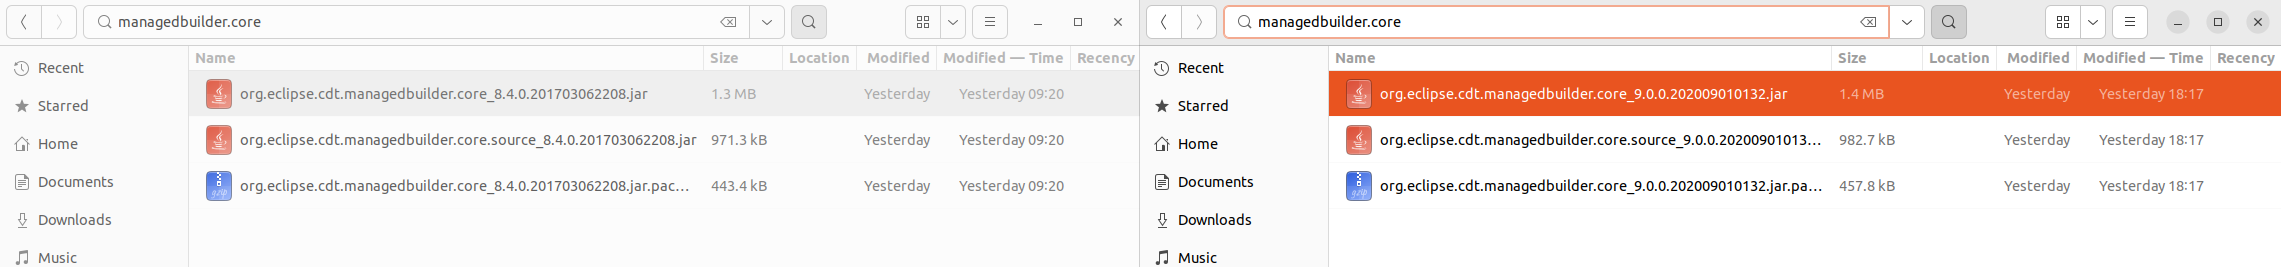 managedbuilder.core
Name Size Location Modified Modified — Time Recency
Recent
org.eclipse.cdt.managedbuilder.core_8.4.0.201703062208.jar 1.3 MB Yesterday Yesterday 09:20
Starred
Home
org.eclipse.cdt.managedbuilder.core.source_8.4.0.201703062208.jar 971.3 kB Yesterday Yesterday 09:20
Documents
org.eclipse.cdt.managedbuilder.core_8.4.0.201703062208.jar.pac... 443.4 kB Yesterday Yesterday 09:20
Downloads
Music
managedbuilder.core
Name Size Location Modified Modified — Time Recency
Recent
org.eclipse.cdt.managedbuilder.core_9.0.0.202009010132.jar 1.4 MB Yesterday Yesterday 18:17
Starred
Home
org.eclipse.cdt.managedbuilder.core.source_9.0.0.20200901013... 982.7 kB Yesterday Yesterday 18:17
Documents
org.eclipse.cdt.managedbuilder.core_9.0.0.202009010132.jar.pa... 457.8 kB Yesterday Yesterday 18:17
Downloads
Music